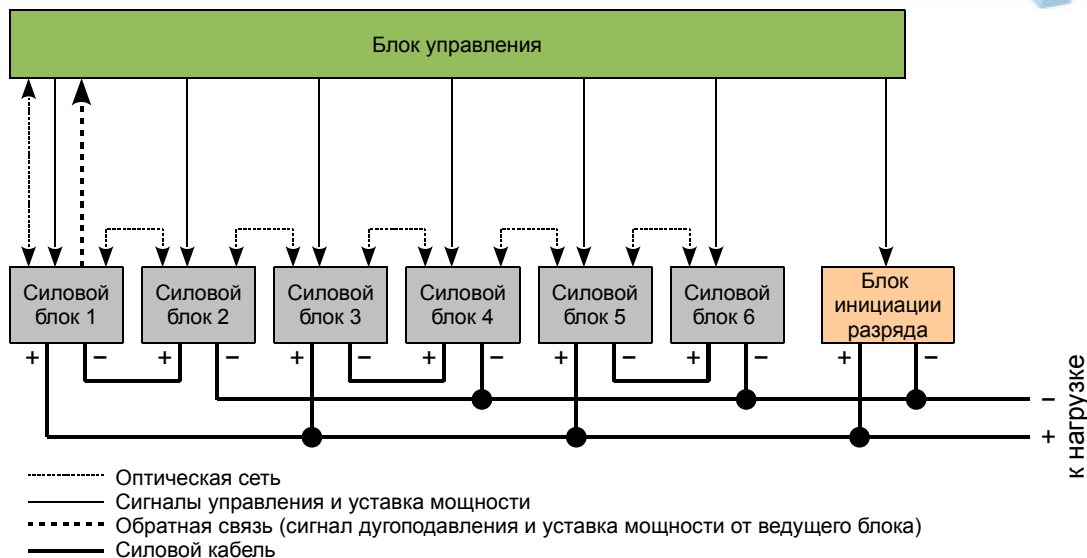 Блок управления
Силовой
блок 1
Силовой
блок 2
Силовой
блок 3
Силовой
блок 4
Силовой
блок 5
Силовой
блок 6
Блок
инициации
разряда
+ − + − + − + − + − + − + −
−
+
к нагрузке
Оптическая сеть
Сигналы управления и уставка мощности
Обратная связь (сигнал дугоподавления и уставка мощности от ведущего блока)
Силовой кабель